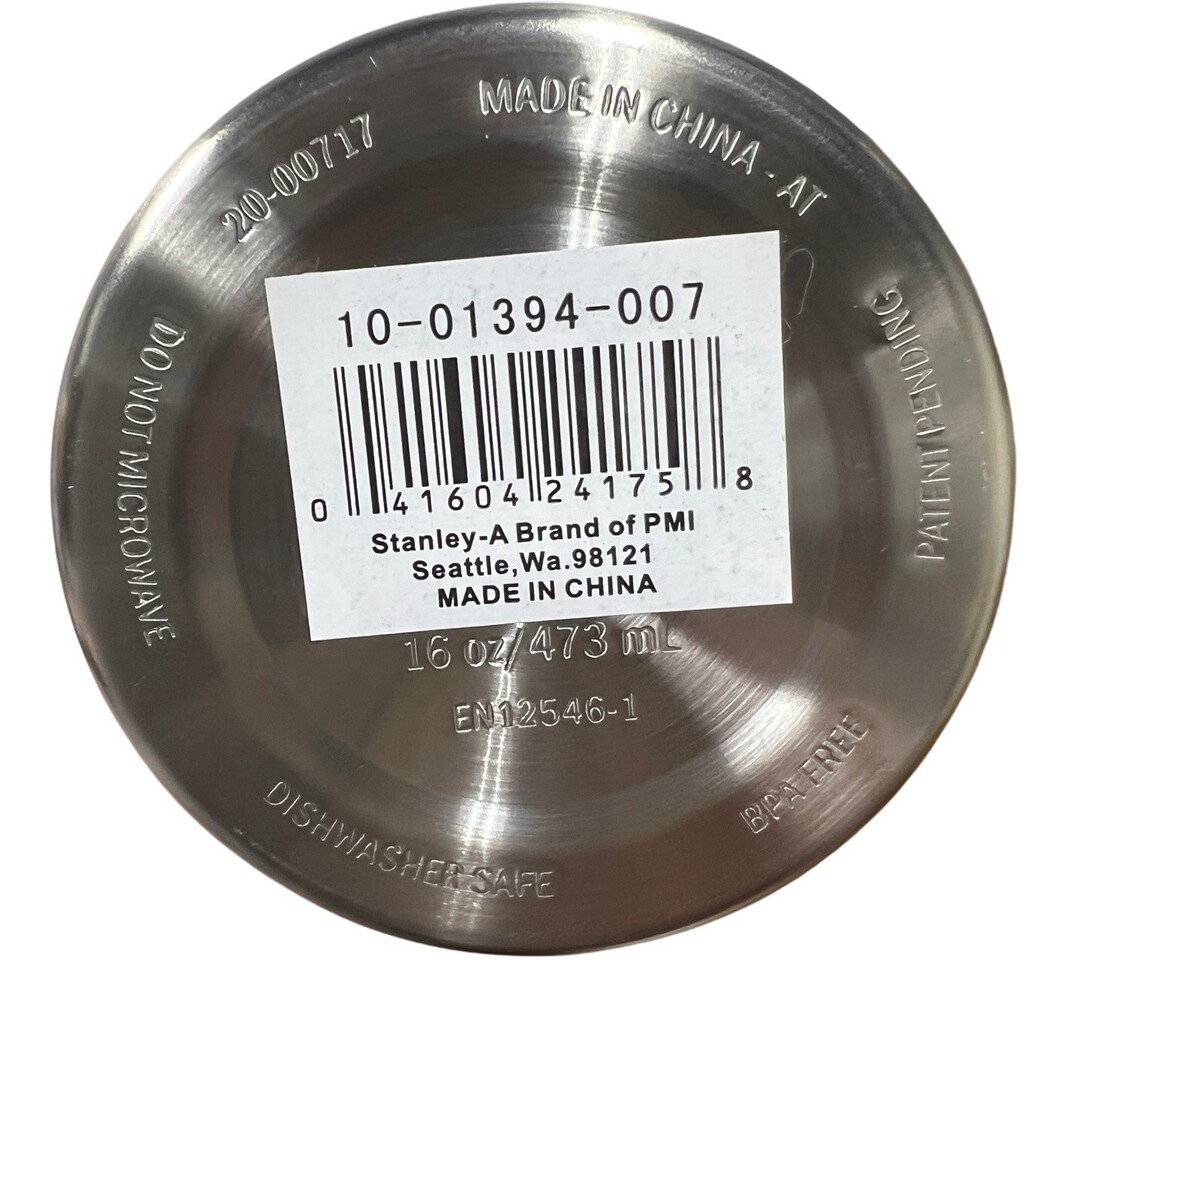 MADE IN CHINA - AT
20-00717
PATENT PENDING
DO NOT MICROWAVE
10-01394-007
0 41604 24175 8
Stanley-A Brand of PMI
Seattle,Wa.98121
MADE IN CHINA
16 oz/473 mL
EN12546-1
BPA FREE
DISHWASHER SAFE